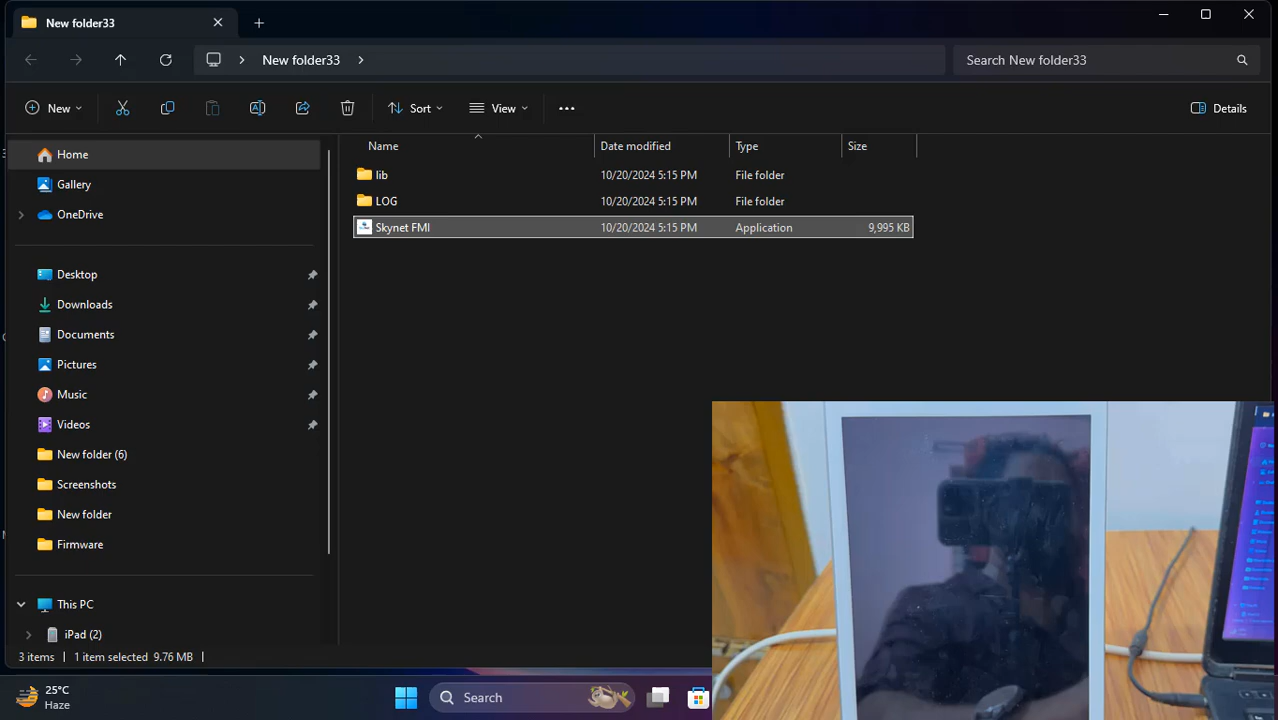 New folder33
New folder33
Search New folder33
New
Sort
View
Details
Name
Date modified
Type
Size
Home
Gallery
OneDrive
Desktop
Downloads
Documents
Pictures
Music
Videos
New folder (6)
Screenshots
New folder
Firmware
This PC
iPad (2)
lib
10/20/2024 5:15 PM
File folder
LOG
10/20/2024 5:15 PM
File folder
Skynet FMI
10/20/2024 5:15 PM
Application
9,995 KB
3 items
1 item selected 9.76 MB
25°C
Haze
Search